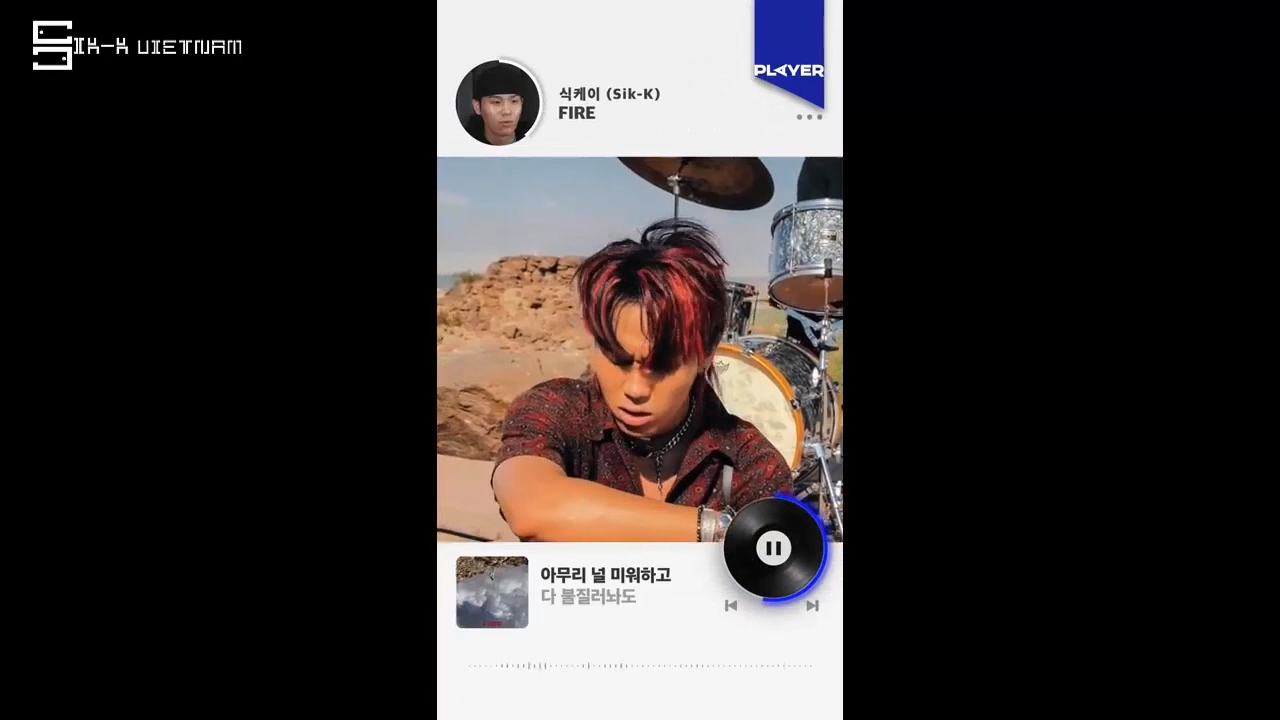 SIK-K VIETNAM
PLAYER
식케이 (Sik-K)
FIRE
아무리 널 미워하고
다 불질러놔도